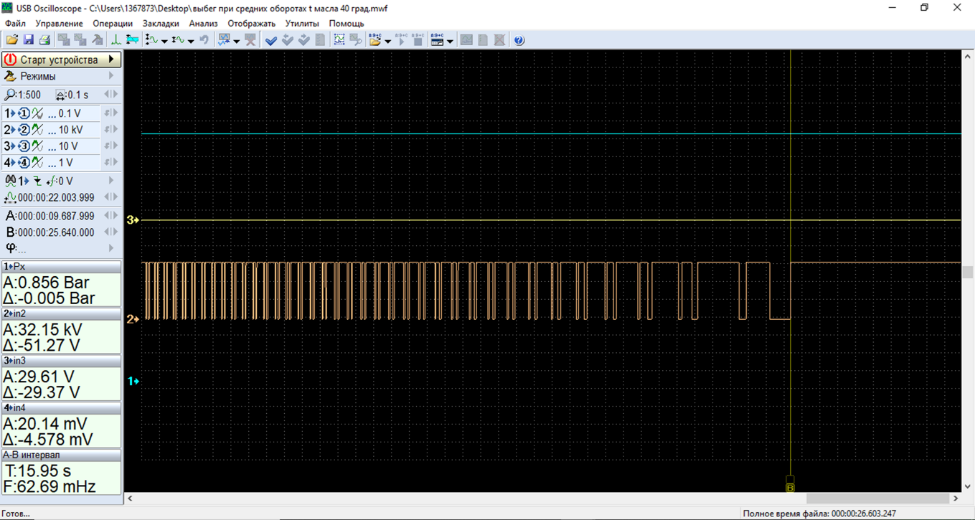 USB Oscilloscope - C:\Users\1367873\Desktop\выбег при средних оборотах t масла 40 град.mwf
Файл Управление Операции Закладки Анализ Отображать Утилиты Помощь
Старт устройства
Режимы
1:500 0.1 s
1 1 ... 0.1 V
2 2 ... 10 kV
3 3 ... 10 V
4 4 ... 1 V
1 0 V
000:00:22.003.999
A:000:00:09.687.999
B:000:00:25.640.000
φ:...
1 Px
A:0.856 Bar
Δ:-0.005 Bar
2 in2
A:32.15 kV
Δ:-51.27 V
3 in3
A:29.61 V
Δ:-29.37 V
4 in4
A:20.14 mV
Δ:-4.578 mV
A-B интервал
T:15.95 s
F:62.69 mHz
3
2
1
B
Готов...
Полное время файла: 000:00:26.603.247